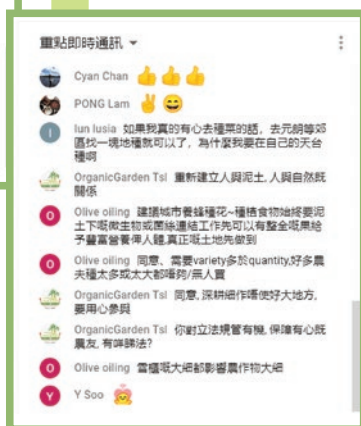 重點即時通訊
Cyan Chan 👍👍👍
PONG Lam ✌😄
lun lusia 如果我真的有心去種菜的話，去元朗等郊
區找一塊地種就可以了，為什麼我要在自己的天台
種啊
OrganicGarden Tsl 重新建立人與泥土，人與自然既
關係
Olive oiling 建議城市養蜂種花~種植食物始終要泥
土下嘅微生物或菌絲連結工作先可以有整全嘅果給
予豐富營養俾人體,真正嘅土地先做到
Olive oiling 同意、需要variety多於quantity,好多農
夫種太多或太大都唔夠/無人買
OrganicGarden Tsl 同意,深耕細作唔使好大地方,
要用心參與
OrganicGarden Tsl 你對立法規管有機, 保障有心既
農友, 有咩睇法?
Olive oiling 雪櫃嘅大細都影響農作物大細
Y Soo